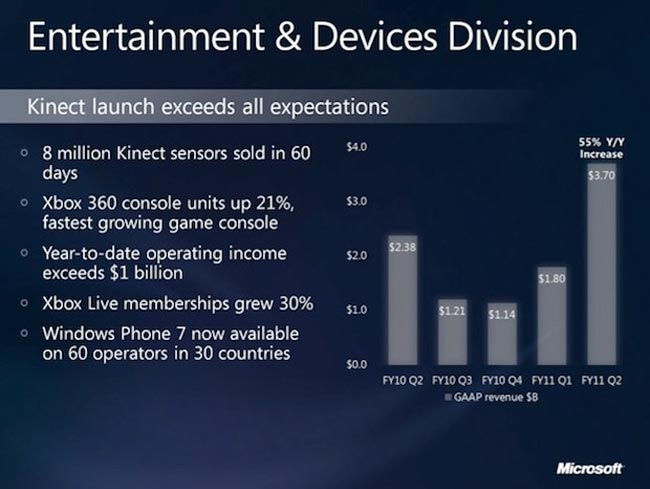 Entertainment & Devices Division
Kinect launch exceeds all expectations
8 million Kinect sensors sold in 60
days
Xbox 360 console units up 21%,
fastest growing game console
Year-to-date operating income
exceeds $1 billion
Xbox Live memberships grew 30%
Windows Phone 7 now available
on 60 operators in 30 countries
55% Y/Y
Increase
$4.0
$3.0
$2.0
$1.0
$0.0
$2.38
$1.21
$1.14
$1.80
$3.70
FY10 Q2 FY10 Q3 FY10 Q4 FY11 Q1 FY11 Q2
GAAP revenue $B
Microsoft